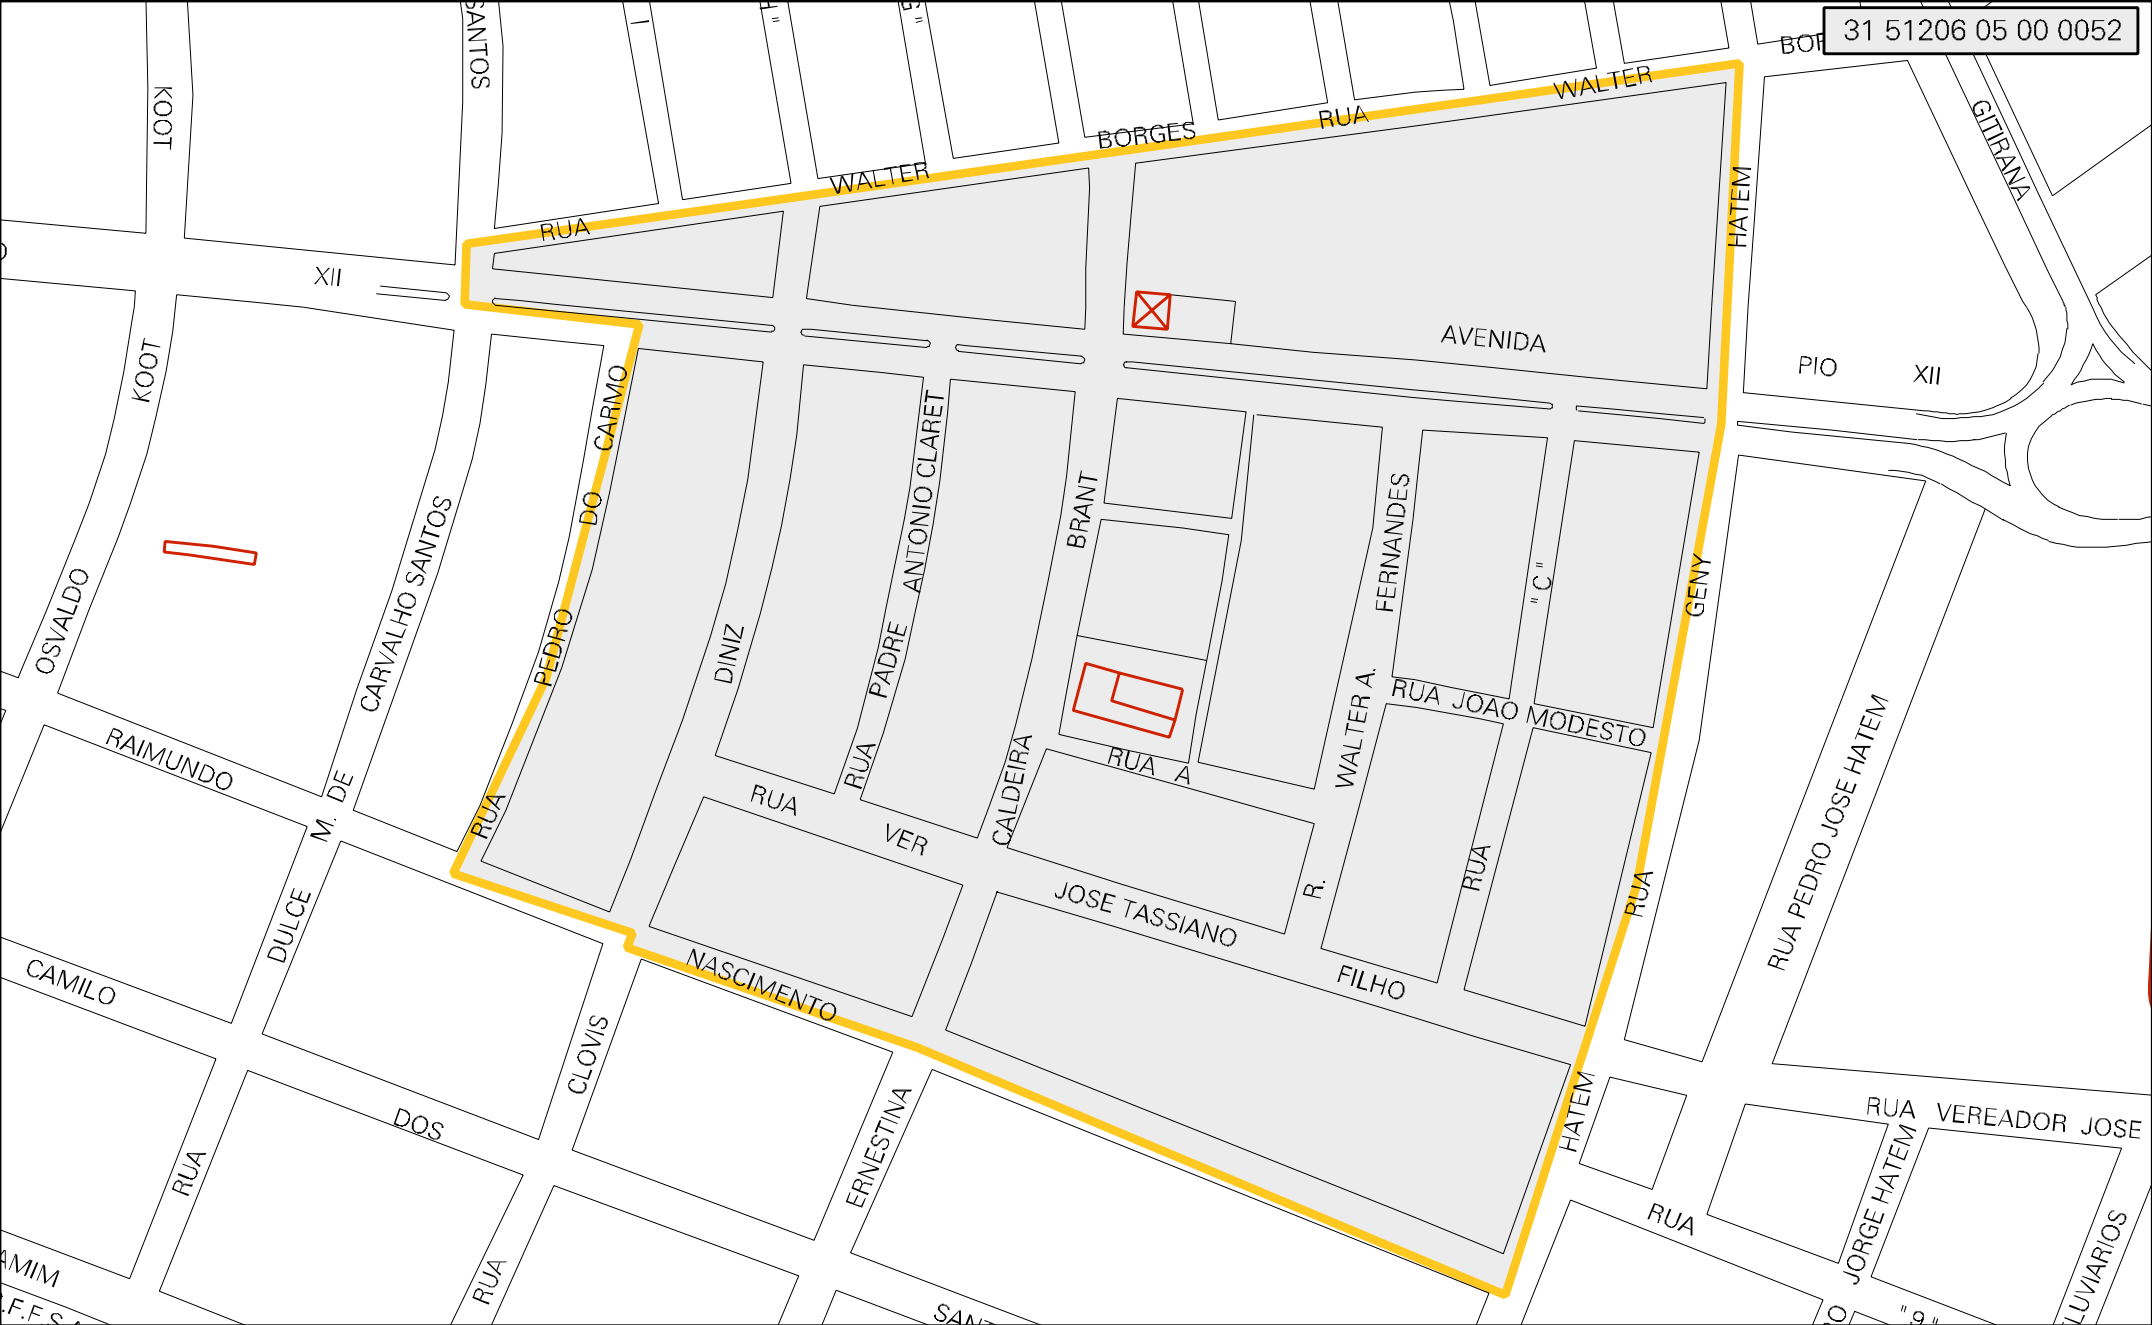 31 51206 05 00 0052
SANTOS
I
H "
G "
KOOT
RUA
WALTER
BORGES
RUA
WALTER
GITIRANA
HATEM
XII
AVENIDA
PIO
XII
KOOT
OSVALDO
CARVALHO SANTOS
M. DE
DULCE
RUA
RUA
PEDRO
DO
CARMO
DINIZ
RUA
PADRE
ANTONIO CLARET
CALDEIRA
BRANT
R.
WALTER A.
FERNANDES
RUA
" C "
RUA
GENY
HATEM
RUA JOAO MODESTO
RUA A
RUA
VER
JOSE TASSIANO
FILHO
RAIMUNDO
NASCIMENTO
CAMILO
DOS
RUA
CLOVIS
ERNESTINA
RUA PEDRO JOSE HATEM
RUA VEREADOR JOSE
JORGE HATEM
RUA
" 9 "